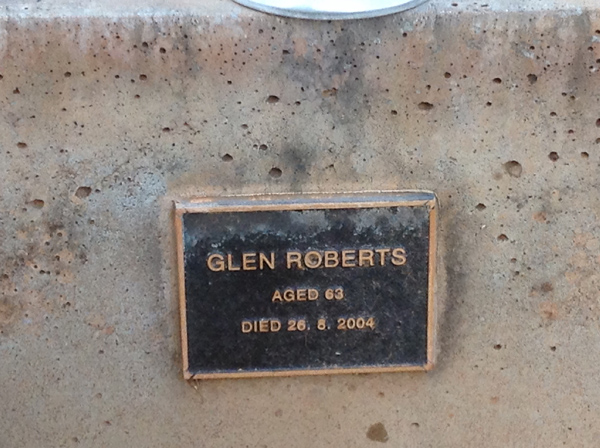 GLEN ROBERTS
AGED 63
DIED 26. 8. 2004